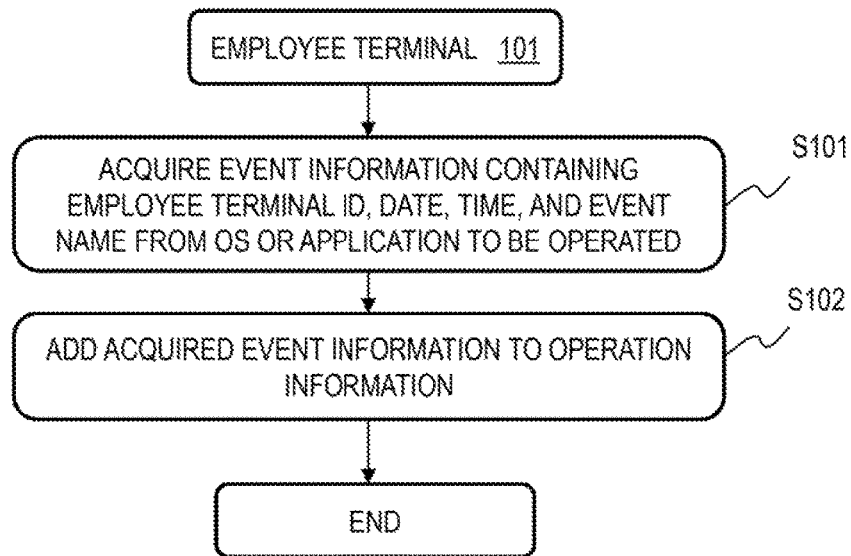 EMPLOYEE TERMINAL 101
S101
ACQUIRE EVENT INFORMATION CONTAINING
EMPLOYEE TERMINAL ID, DATE, TIME, AND EVENT
NAME FROM OS OR APPLICATION TO BE OPERATED
S102
ADD ACQUIRED EVENT INFORMATION TO OPERATION
INFORMATION
END